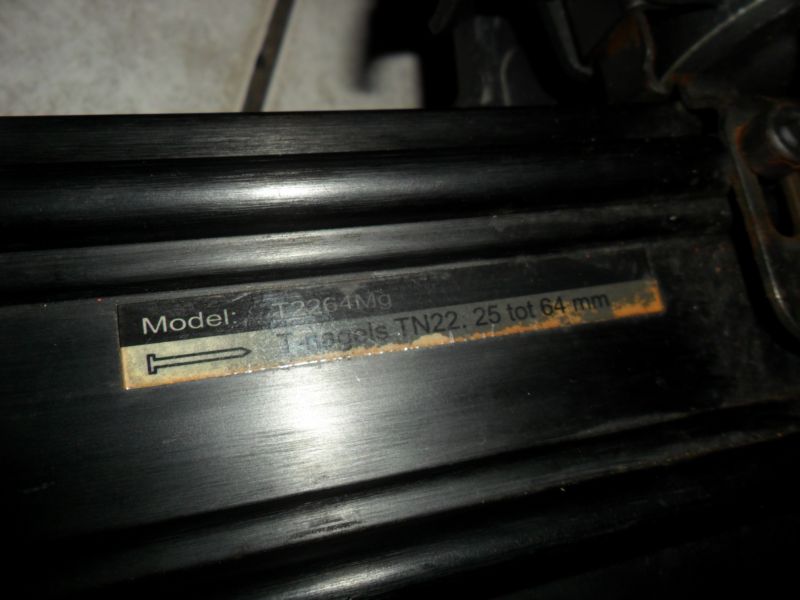 Model: T2264Mg
T-nagels TN22. 25 tot 64 mm